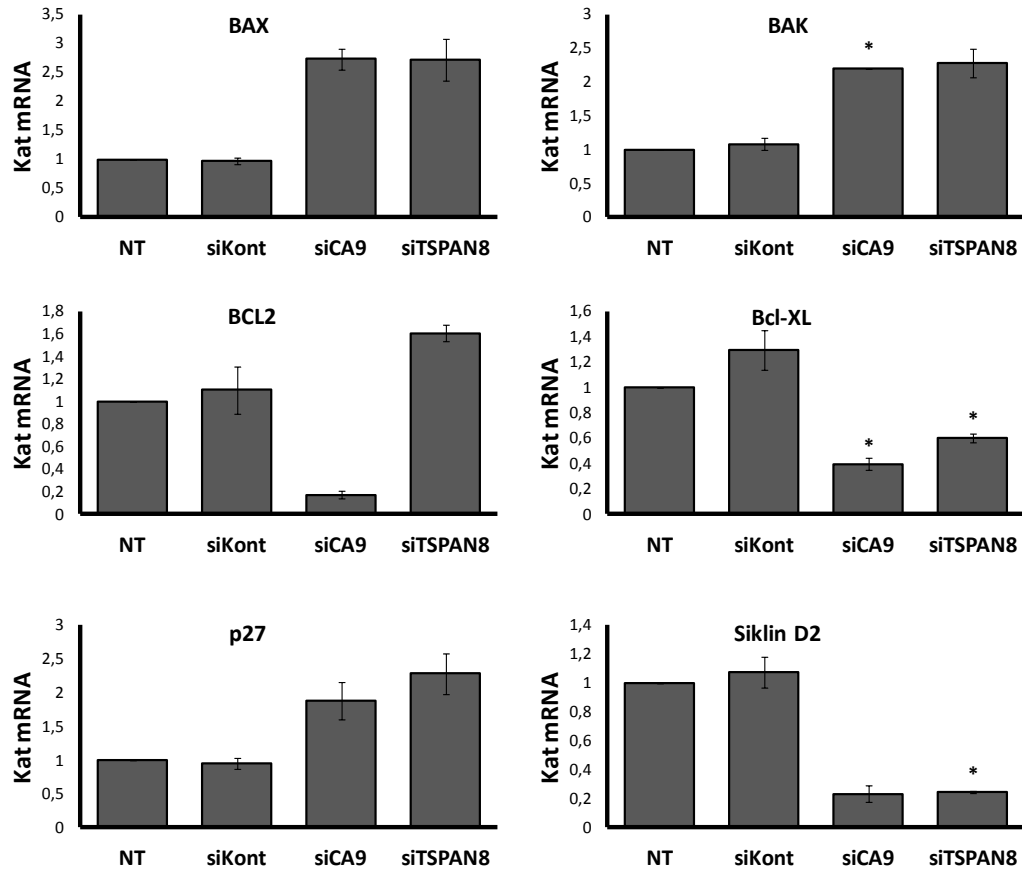 BAX
Kat mRNA
3,5
3
2,5
2
1,5
1
0,5
0
NT siKont siCA9 siTSPAN8
BAK
Kat mRNA
3
2,5
2
1,5
1
0,5
0
*
NT siKont siCA9 siTSPAN8
BCL2
Kat mRNA
1,8
1,6
1,4
1,2
1
0,8
0,6
0,4
0,2
0
NT siKont siCA9 siTSPAN8
Bcl-XL
Kat mRNA
1,6
1,4
1,2
1
0,8
0,6
0,4
0,2
0
* *
NT siKont siCA9 siTSPAN8
p27
Kat mRNA
3
2,5
2
1,5
1
0,5
0
NT siKont siCA9 siTSPAN8
Siklin D2
Kat mRNA
1,4
1,2
1
0,8
0,6
0,4
0,2
0
*
NT siKont siCA9 siTSPAN8